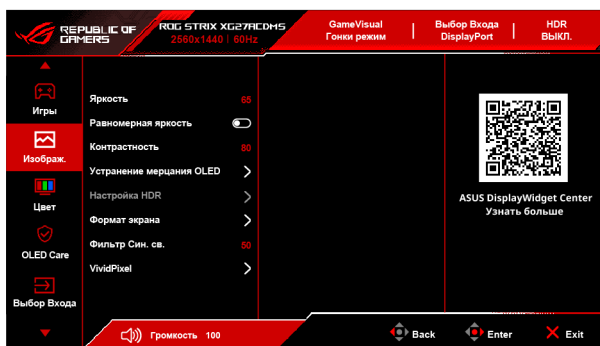 REPUBLIC OF
GAMERS
ROG STRIX XG27ACDMS
2560x1440 | 60Hz
GameVisual
Гонки режим
Выбор Входа
DisplayPort
HDR
ВЫКЛ.
Игры
Изображ.
Цвет
OLED Care
Выбор Входа
Яркость 65
Равномерная яркость
Контрастность 80
Устранение мерцания OLED
Настройка HDR
Формат экрана
Фильтр Син. св. 50
VividPixel
ASUS DisplayWidget Center
Узнать больше
Громкость 100
Back
Enter
Exit